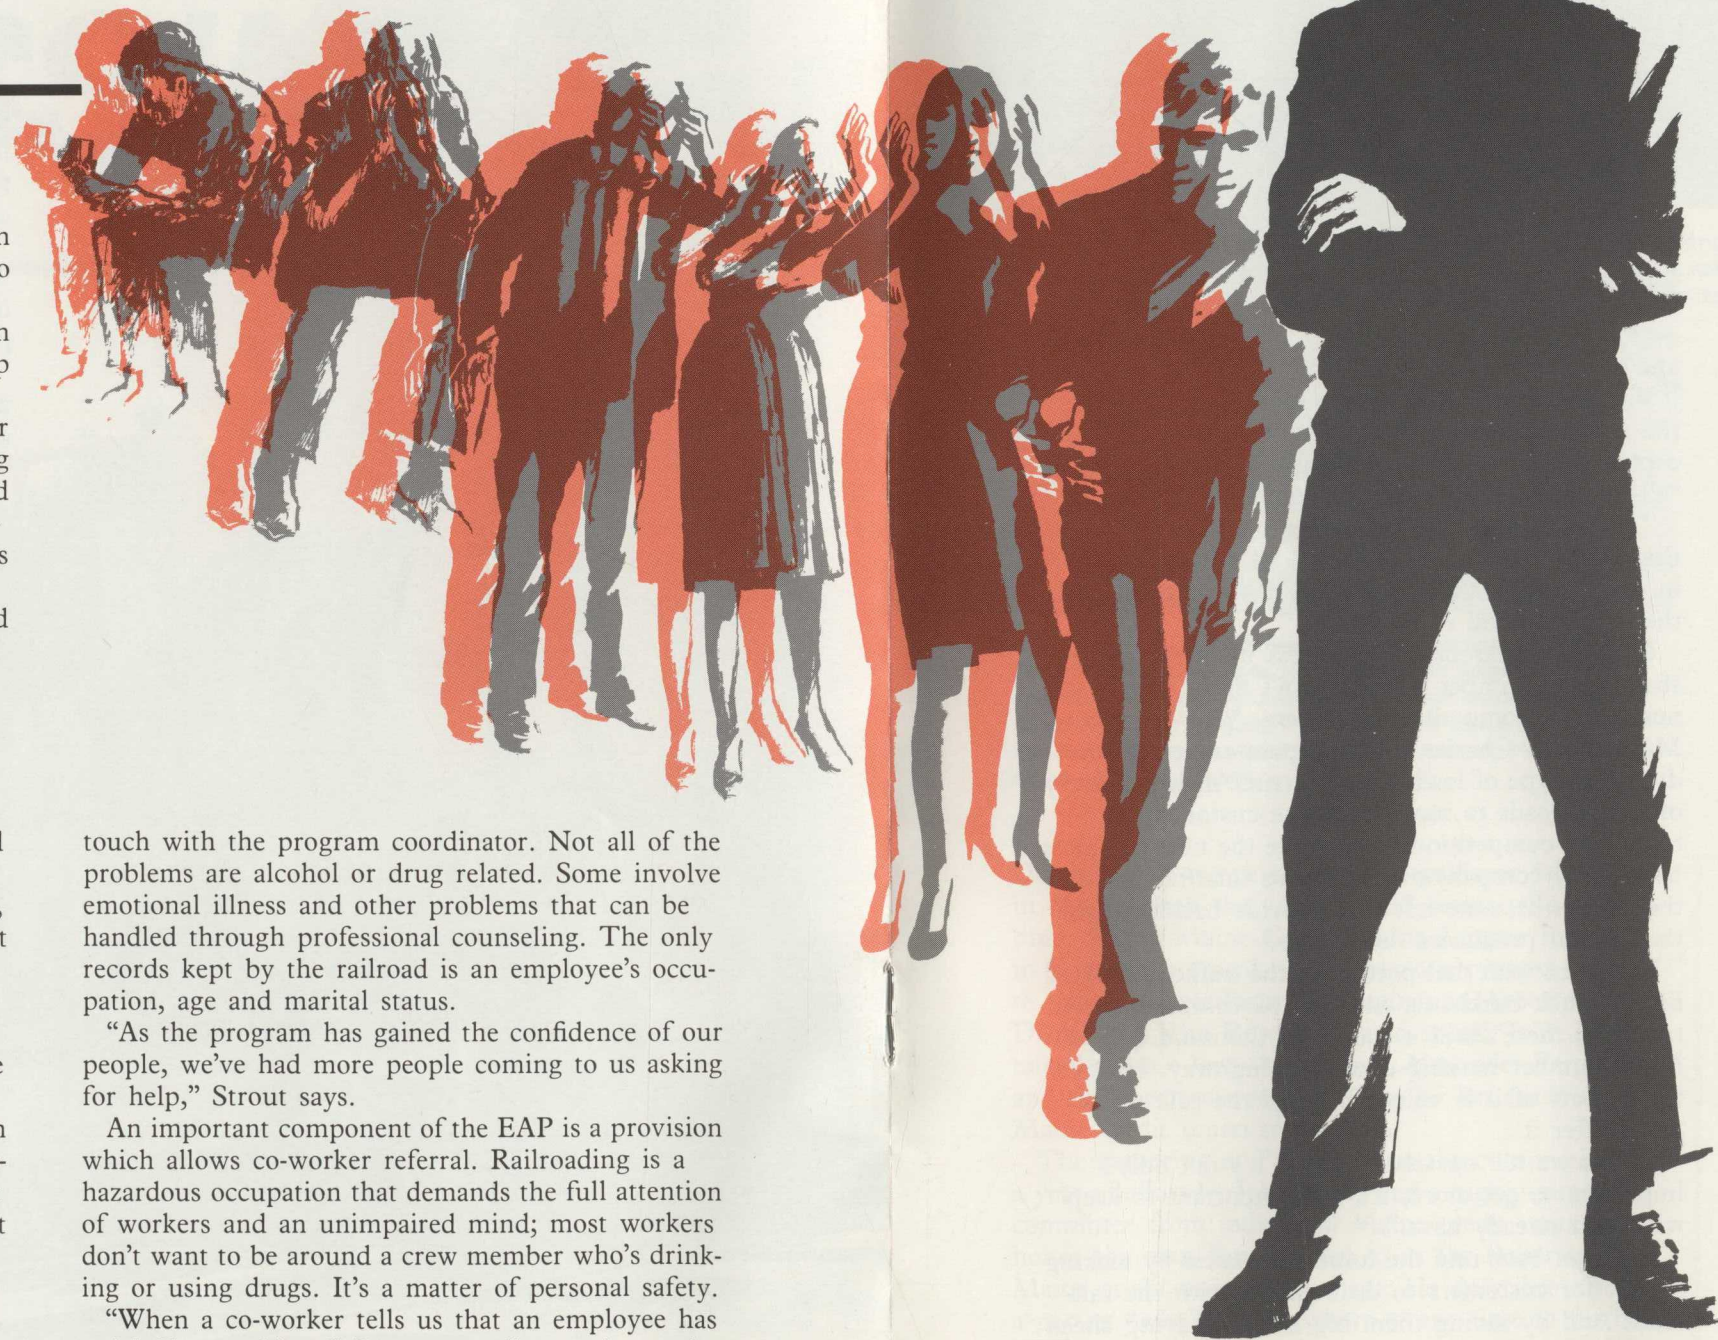 touch with the program coordinator. Not all of the
problems are alcohol or drug related. Some involve
emotional illness and other problems that can be
handled through professional counseling. The only
records kept by the railroad is an employee's occu-
pation, age and marital status.
“As the program has gained the confidence of our
people, we've had more people coming to us asking
for help,” Strout says.
An important component of the EAP is a provision
which allows co-worker referral. Railroading is a
hazardous occupation that demands the full attention
of workers and an unimpaired mind; most workers
don't want to be around a crew member who's drink-
ing or using drugs. It's a matter of personal safety.
“When a co-worker tells us that an employee has